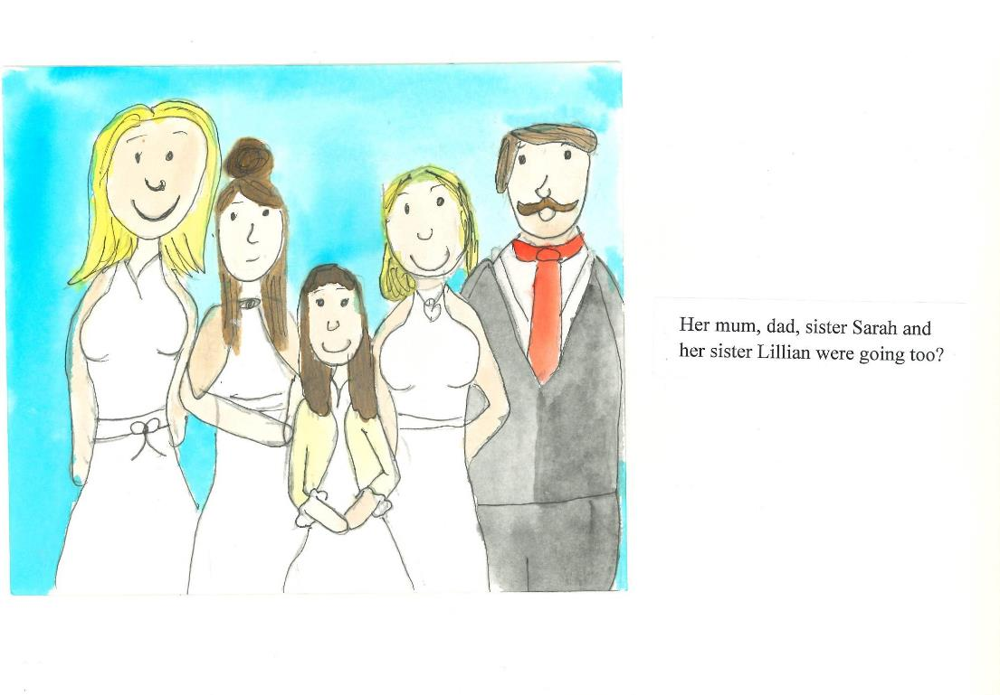 Her mum, dad, sister Sarah and
her sister Lillian were going too?